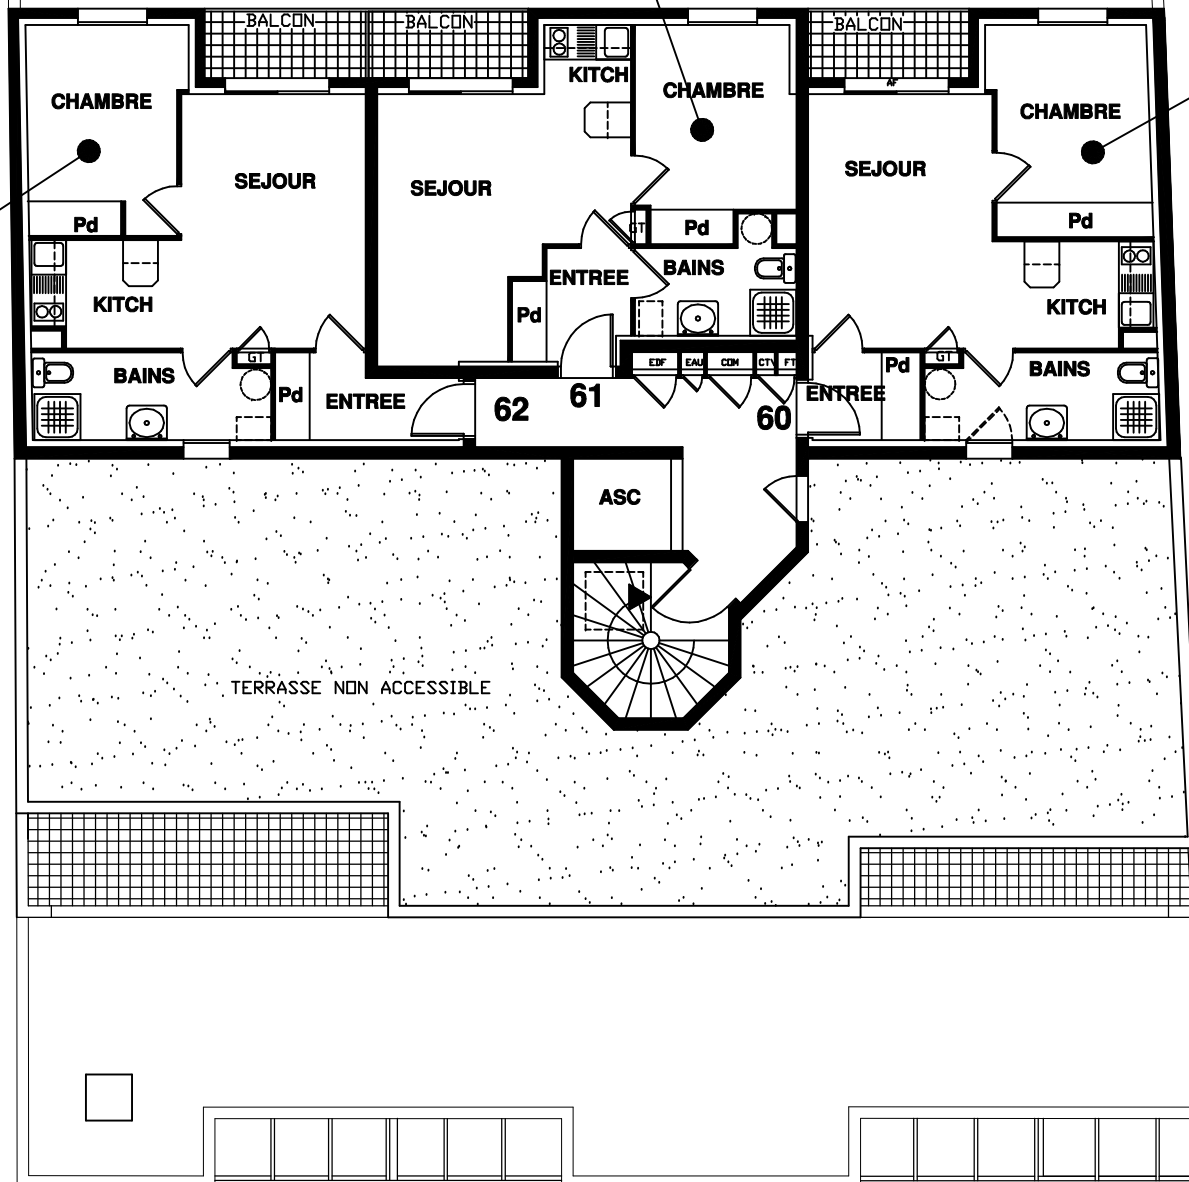 BALCON
BALCON
BALCON
KITCH
AF
CHAMBRE
CHAMBRE
CHAMBRE
SEJOUR
SEJOUR
SEJOUR
Pd
GT
Pd
Pd
BAINS
ENTREE
KITCH
Pd
KITCH
GT
EDF
EAU
COM
CTV
FT
GT
BAINS
Pd
Pd
BAINS
ENTREE
ENTREE
62
61
60
ASC
TERRASSE NON ACCESSIBLE